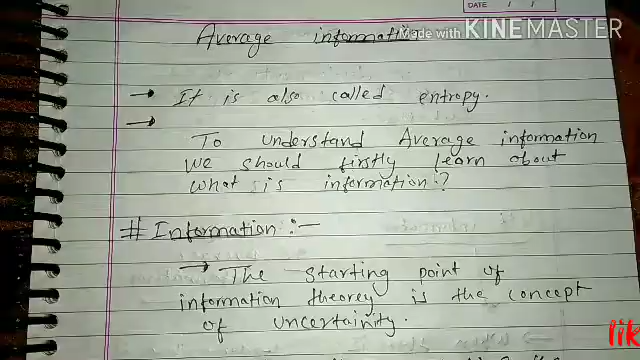 DATE / /
Made with KINEMASTER
Average information
→ It is also called entropy.
→
To understand Average information
we should firstly learn about
what is information:?
# Information :-
→ The starting point of
information theorey is the concept
of uncertainity.
lik